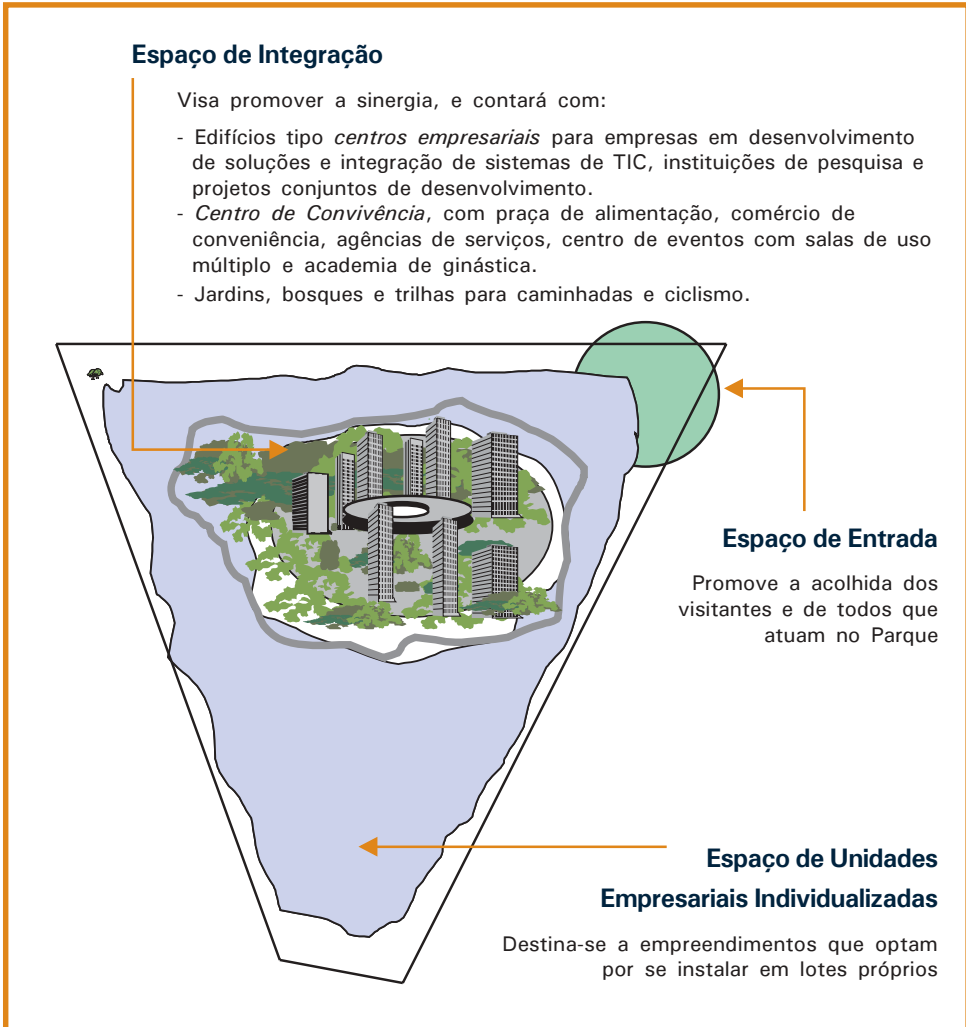 Espaço de Integração
Visa promover a sinergia, e contará com:
- Edifícios tipo centros empresariais para empresas em desenvolvimento
de soluções e integração de sistemas de TIC, instituições de pesquisa e
projetos conjuntos de desenvolvimento.
- Centro de Convivência, com praça de alimentação, comércio de
conveniência, agências de serviços, centro de eventos com salas de uso
múltiplo e academia de ginástica.
- Jardins, bosques e trilhas para caminhadas e ciclismo.
Espaço de Entrada
Promove a acolhida dos
visitantes e de todos que
atuam no Parque
Espaço de Unidades
Empresariais Individualizadas
Destina-se a empreendimentos que optam
por se instalar em lotes próprios